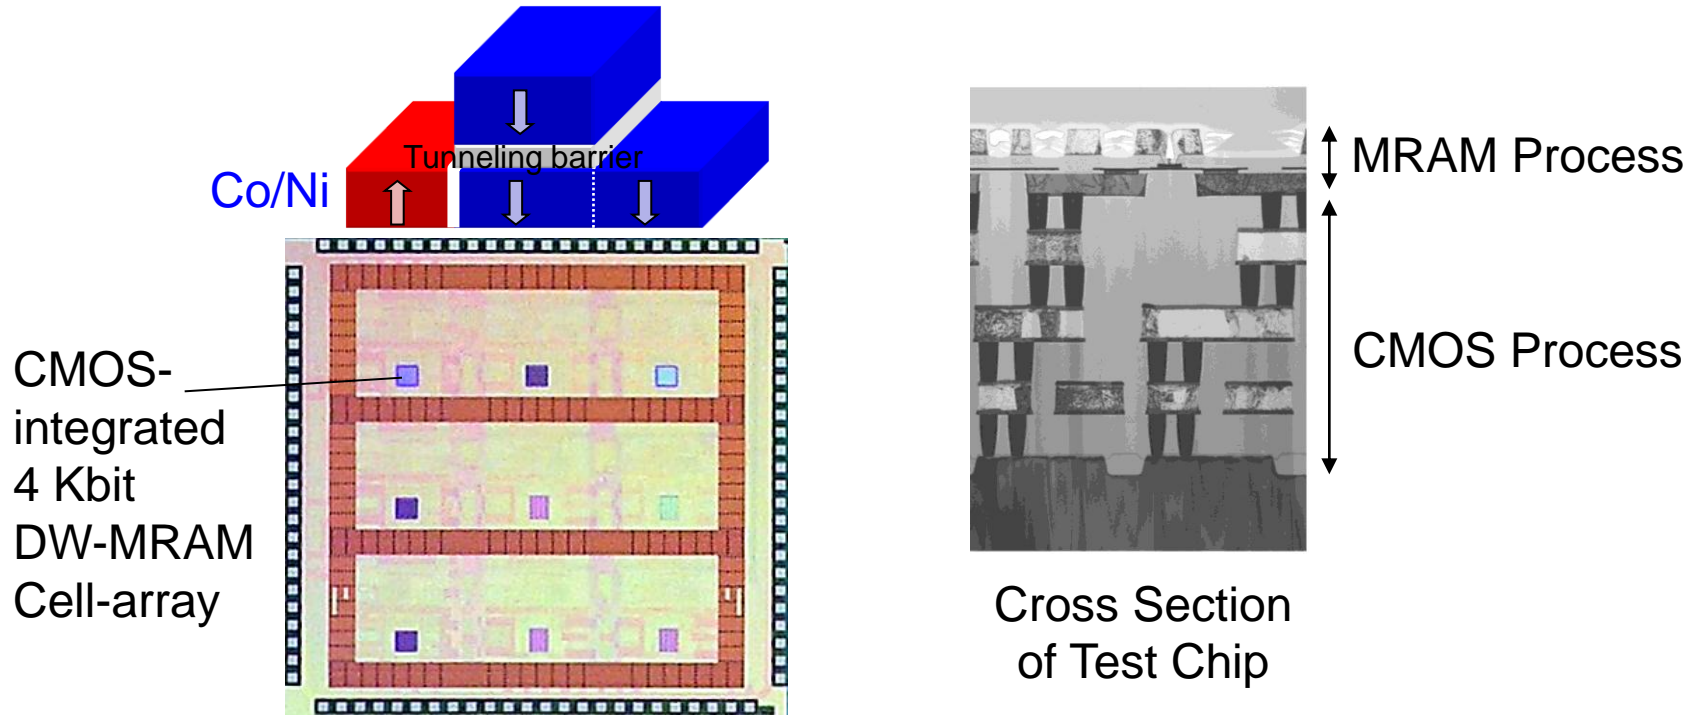 Tunneling barrier
Co/Ni
CMOS-
integrated
4 Kbit
DW-MRAM
Cell-array
MRAM Process
CMOS Process
Cross Section
of Test Chip